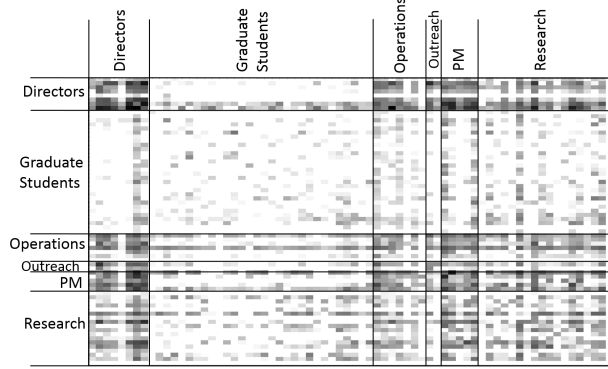 Directors
Graduate
Students
Operations
Outreach
PM
Research
Directors
Graduate
Students
Operations
Outreach
PM
Research